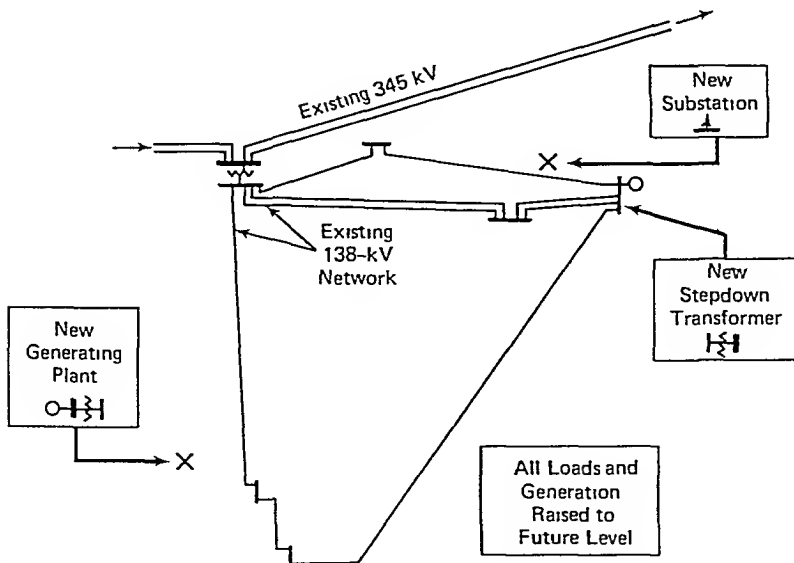 Existing 345 kV
New
Substation
Existing
138-kV
Network
New
Stepdown
Transformer
New
Generating
Plant
All Loads and
Generation
Raised to
Future Level